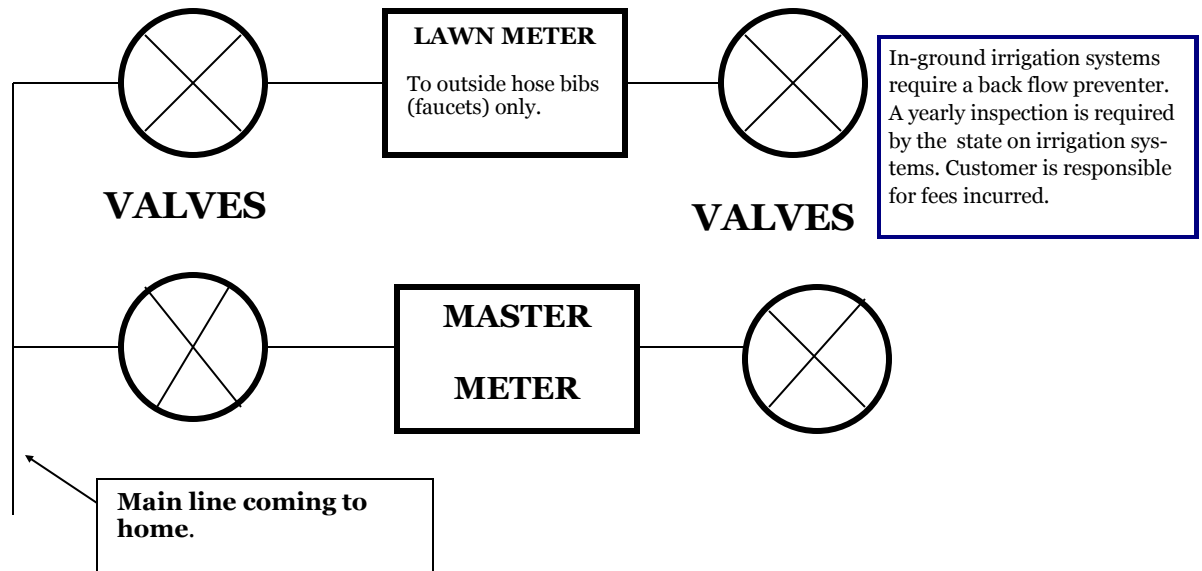 LAWN METER
To outside hose bibs
(faucets) only.
In-ground irrigation systems
require a back flow preventer.
A yearly inspection is required
by the  state on irrigation sys-
tems. Customer is responsible
for fees incurred.
VALVES
VALVES
MASTER
METER
Main line coming to
home.